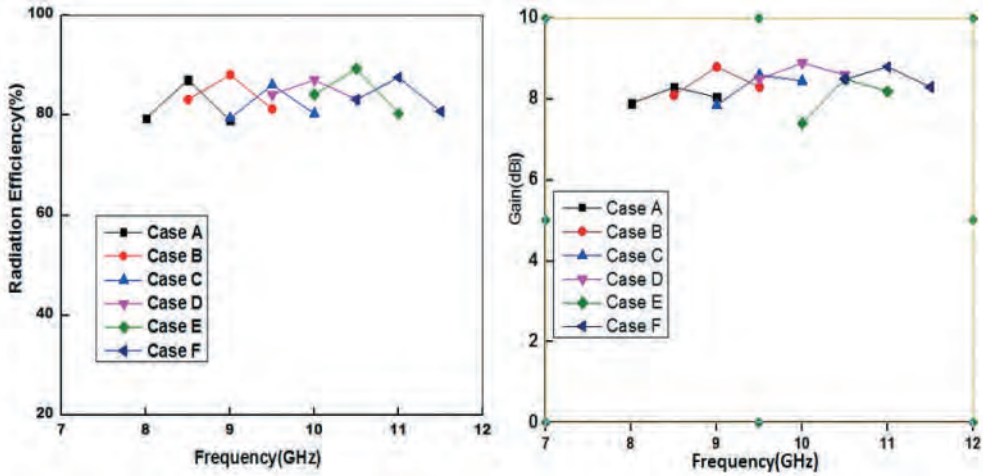 Radiation Efficiency(%)
100
80
60
40
20
7
8
9
10
11
12
Frequency(GHz)
Case A
Case B
Case C
Case D
Case E
Case F
Gain(dBi)
10
8
6
4
2
0
7
8
9
10
11
12
Frequency(GHz)
Case A
Case B
Case C
Case D
Case E
Case F